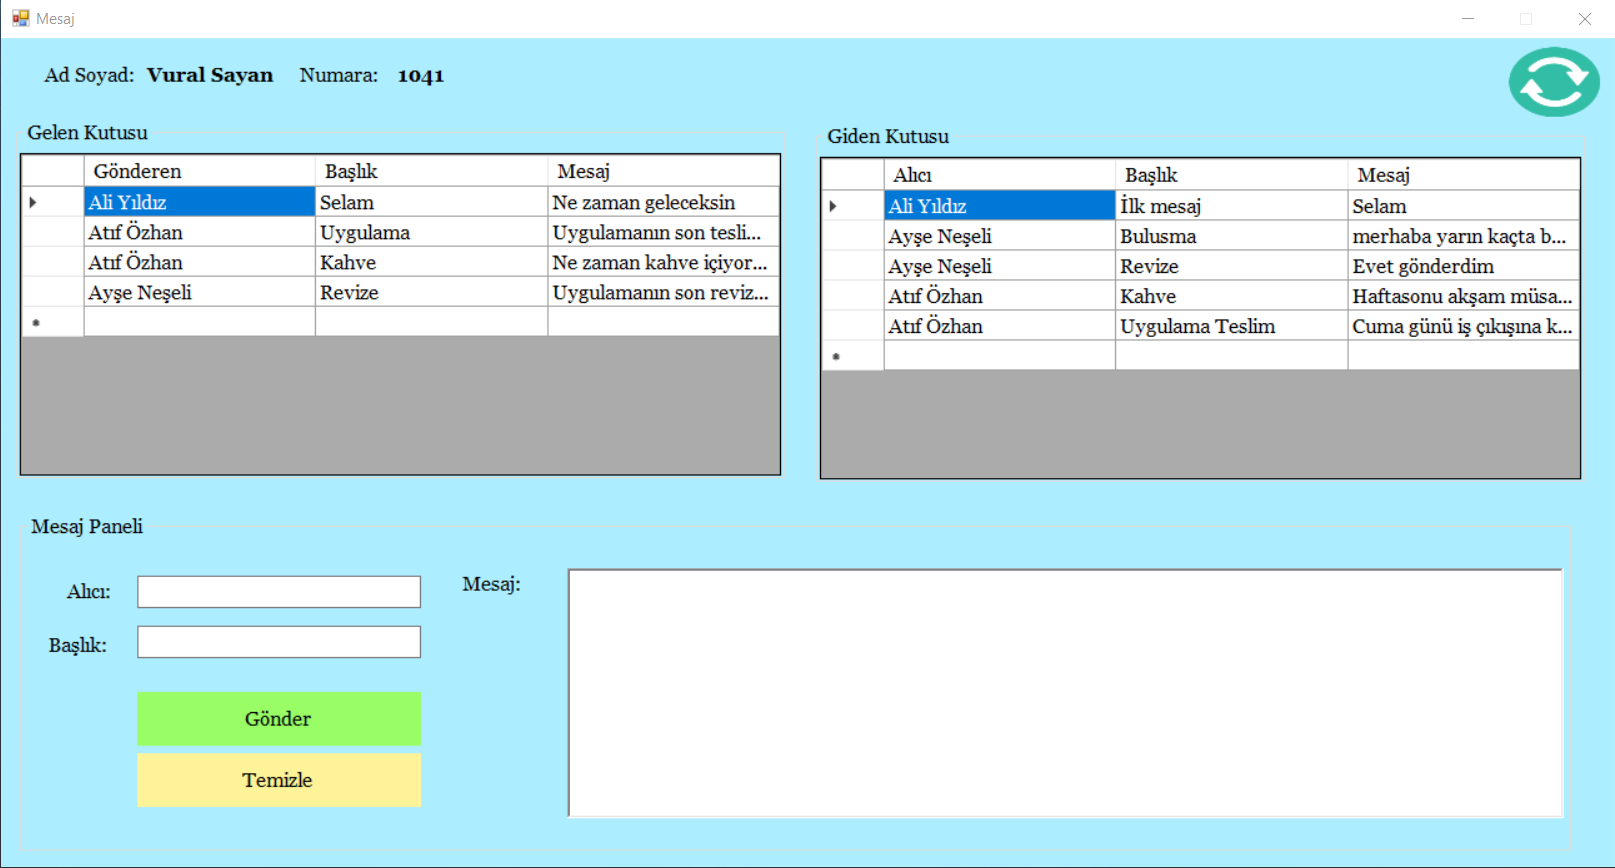 Mesaj
Ad Soyad: Vural Sayan Numara: 1041
Gelen Kutusu
Gönderen Başlık Mesaj
Ali Yıldız Selam Ne zaman geleceksin
Atıf Özhan Uygulama Uygulamanın son tesli...
Atıf Özhan Kahve Ne zaman kahve içiyor...
Ayşe Neşeli Revize Uygulamanın son reviz...
Giden Kutusu
Alıcı Başlık Mesaj
Ali Yıldız İlk mesaj Selam
Ayşe Neşeli Bulusma merhaba yarın kaçta b...
Ayşe Neşeli Revize Evet gönderdim
Atıf Özhan Kahve Haftasonu akşam müsa...
Atıf Özhan Uygulama Teslim Cuma günü iş çıkışına k...
Mesaj Paneli
Alıcı:
Başlık:
Gönder
Temizle
Mesaj: